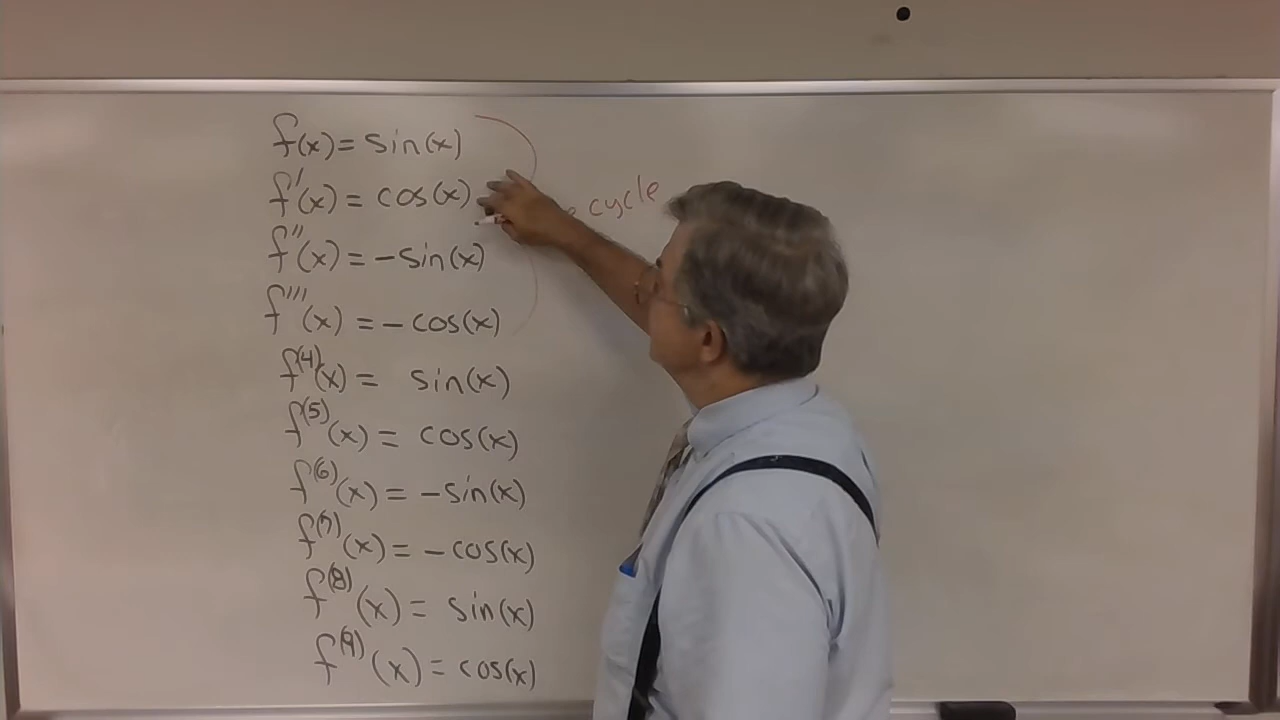 f(x) = sin(x)
f'(x) = cos(x)
f''(x) = -sin(x)
f'''(x) = -cos(x)
f^(4)(x) = sin(x)
f^(5)(x) = cos(x)
f^(6)(x) = -sin(x)
f^(7)(x) = -cos(x)
f^(8)(x) = sin(x)
f^(9)(x) = cos(x)
cycle